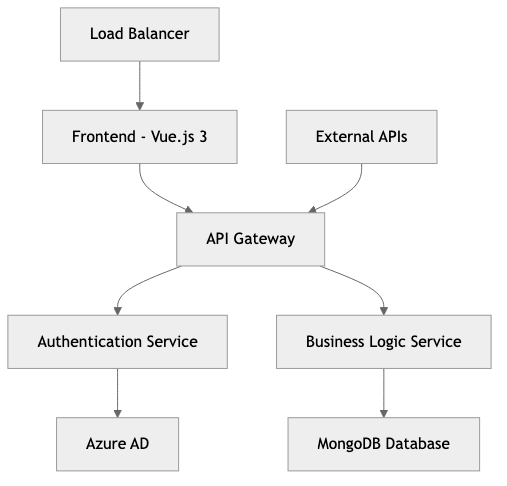 Load Balancer
Frontend - Vue.js 3
External APIs
API Gateway
Authentication Service
Business Logic Service
Azure AD
MongoDB Database